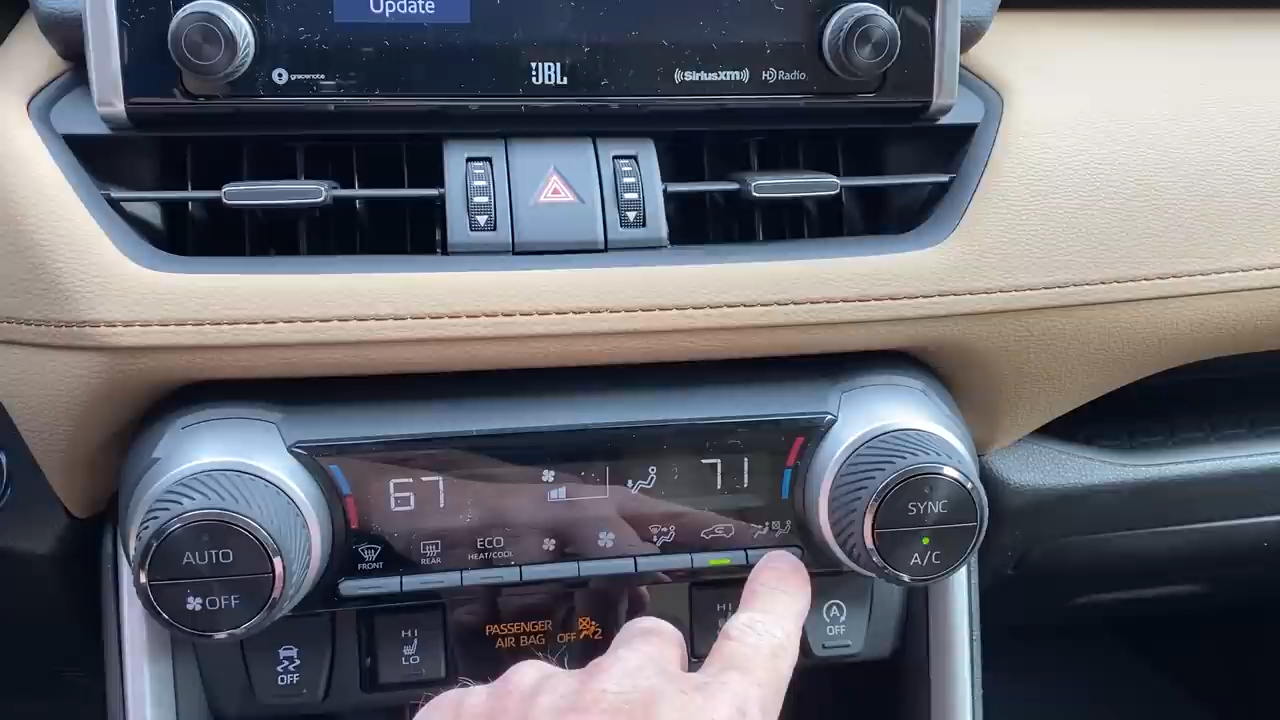 Update
gracenote
JBL
((SiriusXM))
HD Radio
67
71
FRONT
REAR
ECO
HEAT/COOL
AUTO
OFF
SYNC
A/C
OFF
HI
LO
PASSENGER
AIR BAG
OFF
2
HI
A
OFF